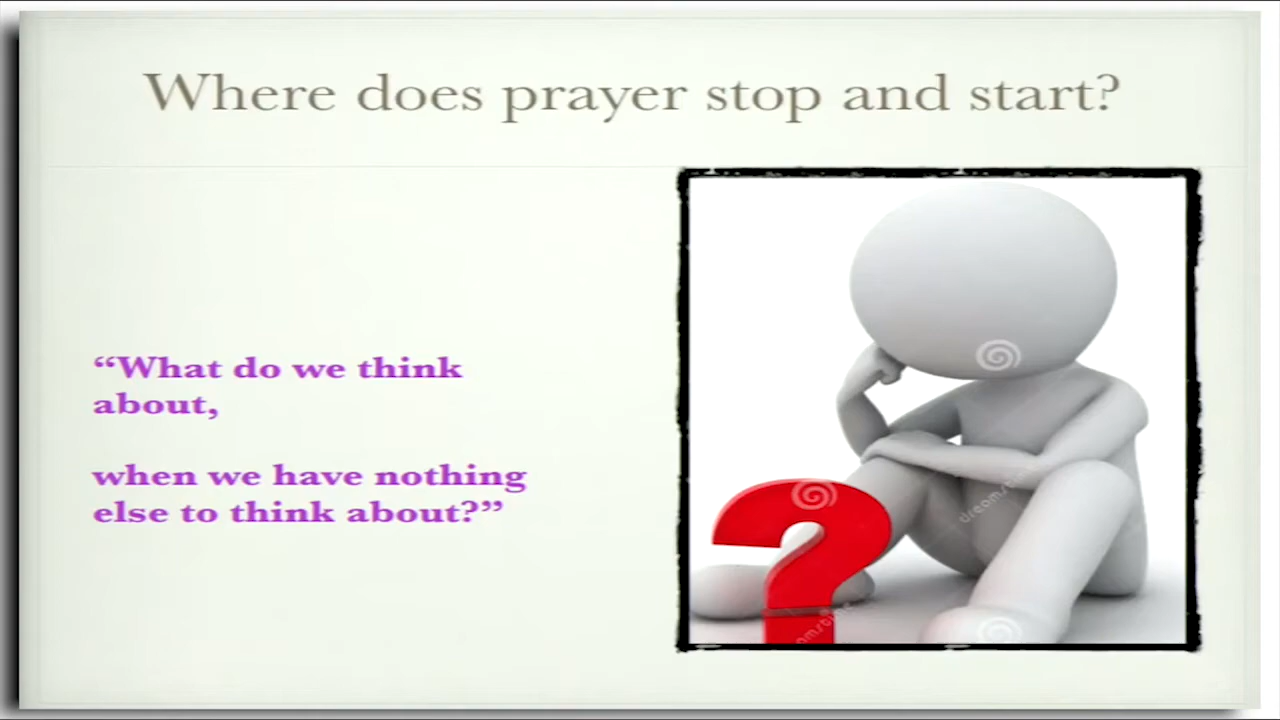 Where does prayer stop and start?
“What do we think
about,
when we have nothing
else to think about?”
dreamstime